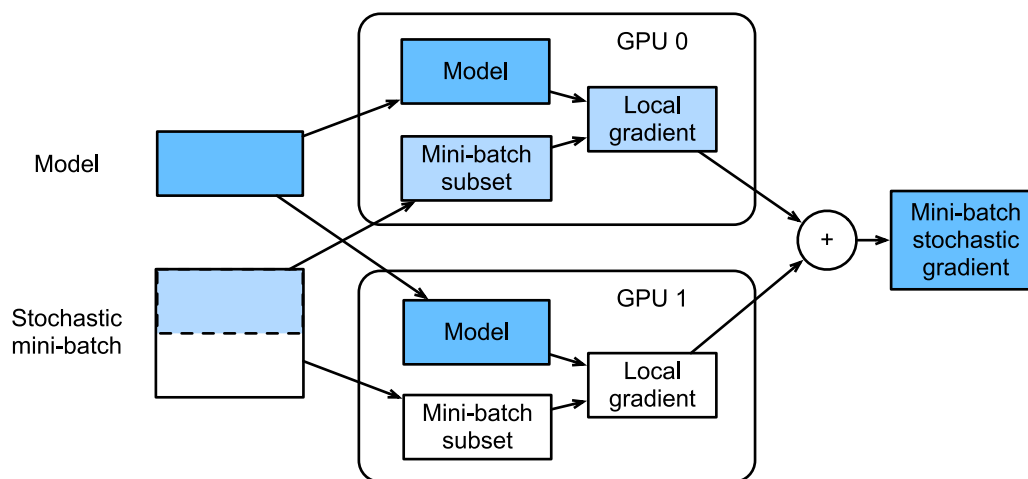 Model
Stochastic
mini-batch
GPU 0
Model
Mini-batch
subset
Local
gradient
GPU 1
Model
Mini-batch
subset
Local
gradient
+
Mini-batch
stochastic
gradient